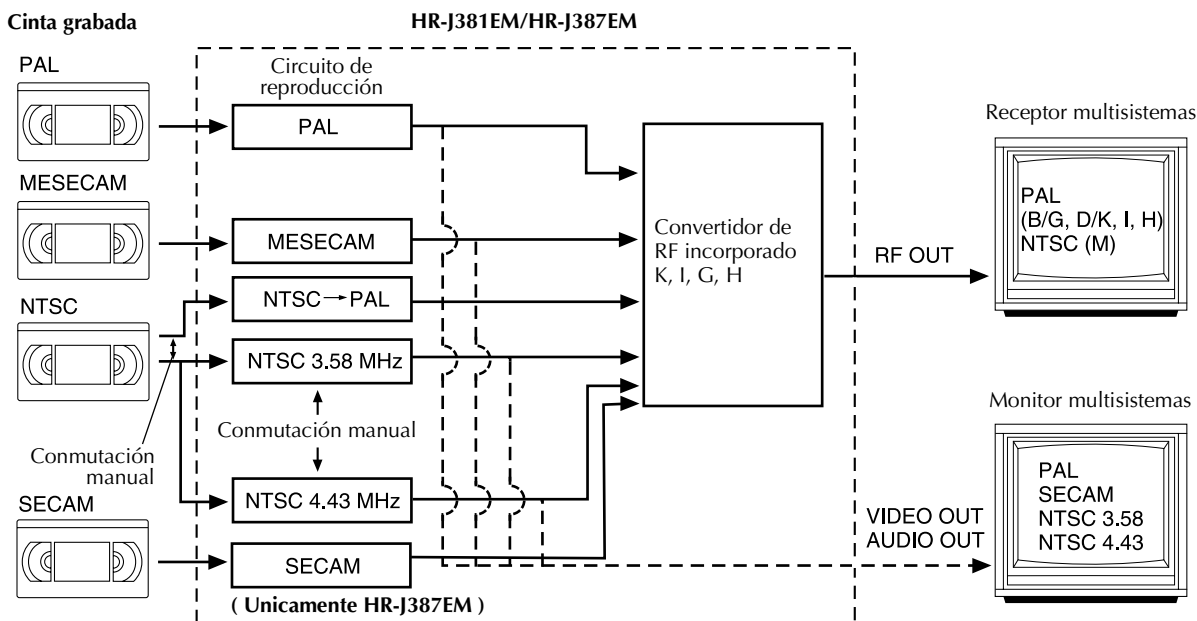 Cinta grabada
HR-J381EM/HR-J387EM
PAL
Circuito de
reproducción
PAL
MESECAM
MESECAM
NTSC
NTSC→PAL
NTSC 3.58 MHz
Conmutación manual
Conmutación
manual
NTSC 4.43 MHz
SECAM
SECAM
( Unicamente HR-J387EM )
Convertidor de
RF incorporado
K, I, G, H
RF OUT
Receptor multisistemas
PAL
(B/G, D/K, I, H)
NTSC (M)
VIDEO OUT
AUDIO OUT
Monitor multisistemas
PAL
SECAM
NTSC 3.58
NTSC 4.43